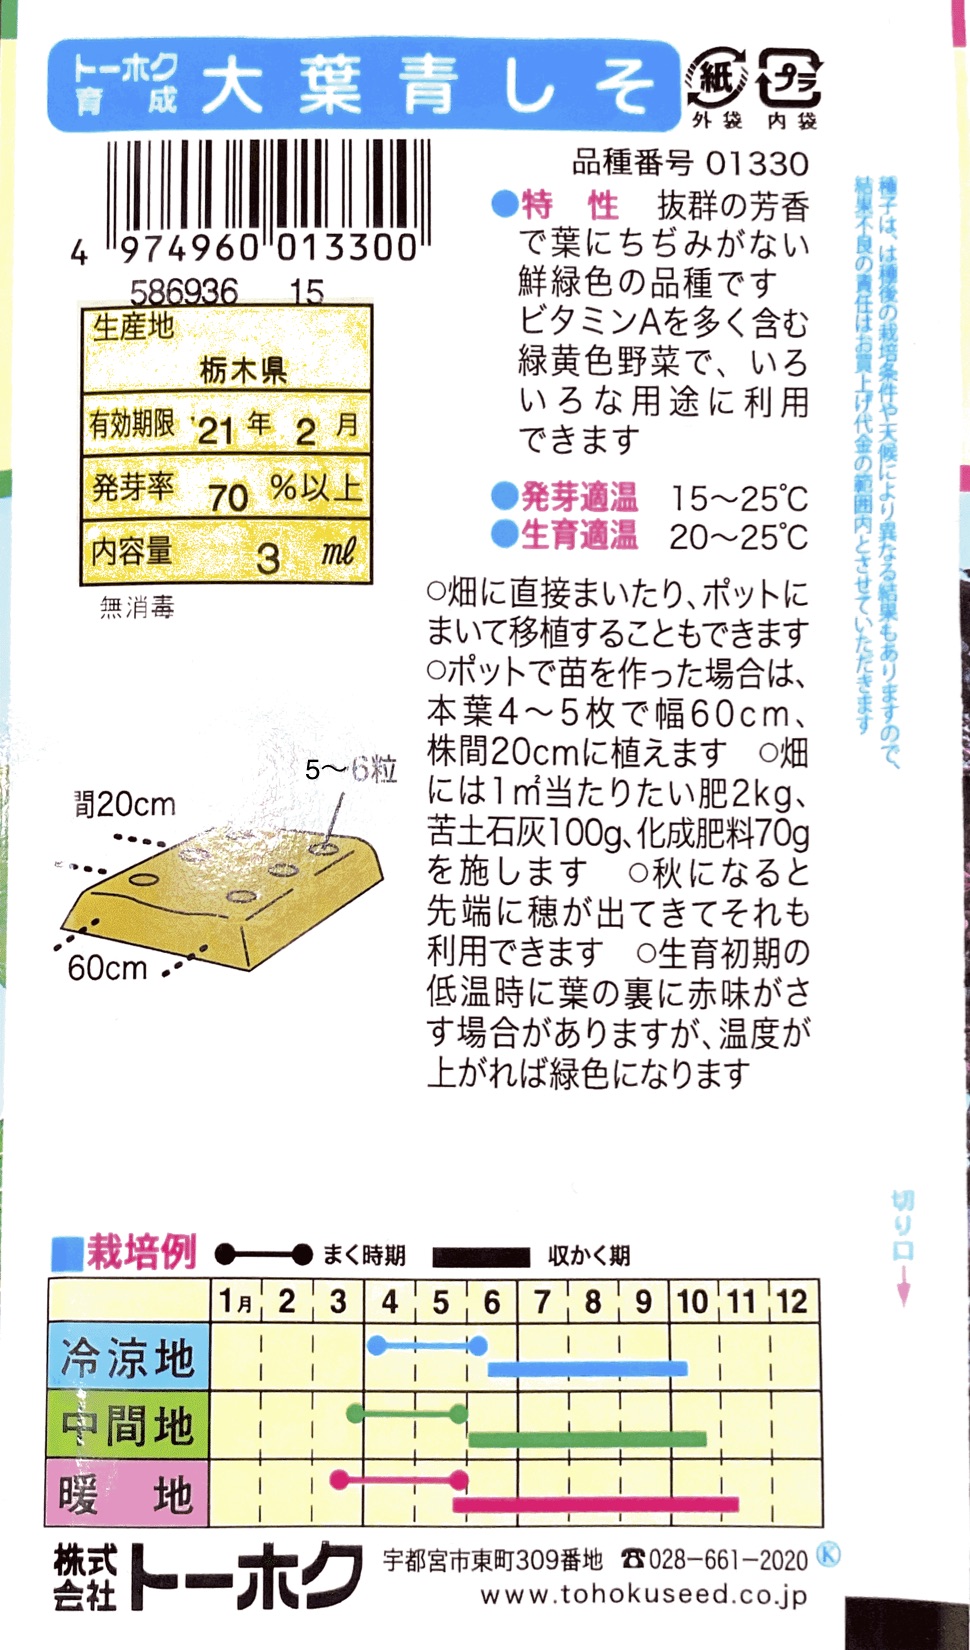 トーホク
育成
大葉青しそ
紙
外袋
プラ
内袋
品種番号 01330
4 974960 013300
586936 15
生産地
栃木県
有効期限 '21年 2月
発芽率 70 %以上
内容量 3 ㎖
無消毒
●特 性 抜群の芳香
で葉にちぢみがない
鮮緑色の品種です
ビタミンAを多く含む
緑黄色野菜で、いろ
いろな用途に利用
できます
●発芽適温 15〜25℃
●生育適温 20〜25℃
○畑に直接まいたり、ポットに
まいて移植することもできます
○ポットで苗を作った場合は、
本葉4〜5枚で幅60cm、
株間20cmに植えます ○畑
には1㎡当たりたい肥2kg、
苦土石灰100g、化成肥料70g
を施します ○秋になると
先端に穂が出てきてそれも
利用できます ○生育初期の
低温時に葉の裏に赤味がさ
す場合がありますが、温度が
上がれば緑色になります
種子は、は種後の栽培条件や天候により異なる結果もありますので、
結果不良の責任はお買上げ代金の範囲内とさせていただきます
5〜6粒
間20cm
60cm
切り口
栽培例 まく時期 収かく期
1月 2 3 4 5 6 7 8 9 10 11 12
冷涼地
中間地
暖 地
株式会社 トーホク
宇都宮市東町309番地 ☎028-661-2020 Ⓚ
www.tohokuseed.co.jp